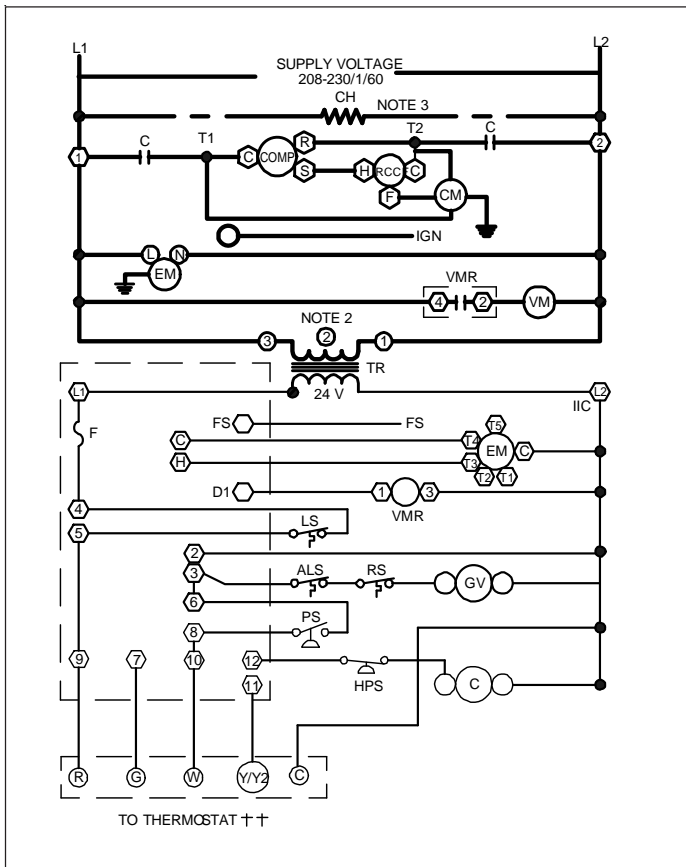 L1 L2
SUPPLY VOLTAGE
208-230/1/60
CH NOTE 3
C T1 R T2 C
1 C COMP 2
S H RCCF C
F CM
IGN
L N
EM VMR
4 2 VM
NOTE 2
3 2 1
TR
L1 24 V L2
IIC
FS FS T5
F C T4 EM C
H T3
T2 T1
D1 1 3
4 VMR
5 LS
2
3 ALS RS GV
6
PS
8
9 7 10 12
HPS C
11
R G W Y/Y2 C
TO THERMOSTAT ††